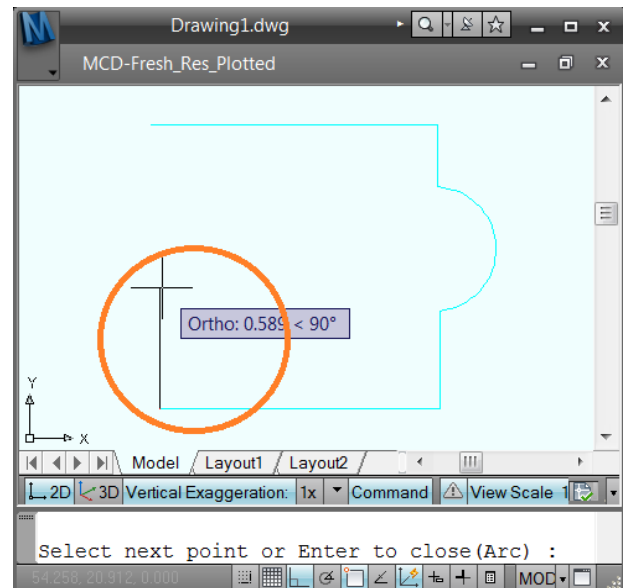 Drawing1.dwg
MCD-Fresh_Res_Plotted
Ortho: 0.589 < 90°
Y
X
Model Layout1 Layout2
2D 3D Vertical Exaggeration: 1x Command View Scale 1
Select next point or Enter to close(Arc) :
54.258, 20.912, 0.000 MOD